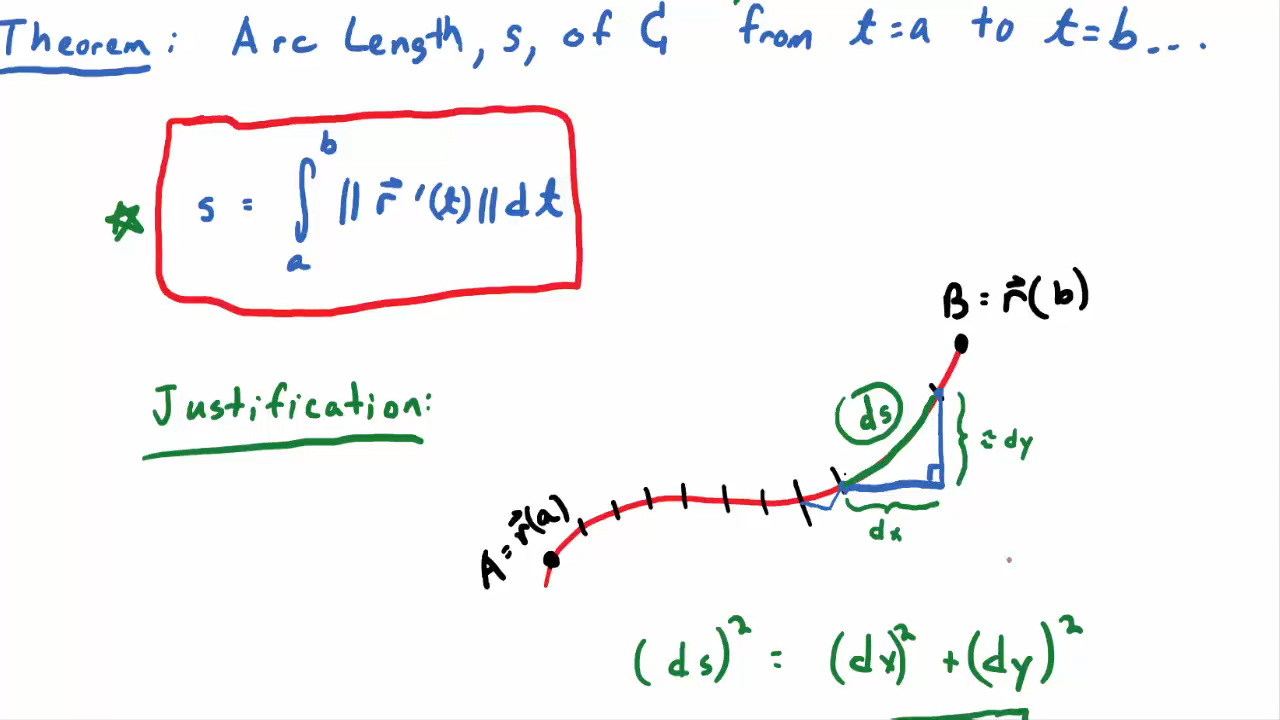 Theorem: Arc Length, s, of C from t=a to t=b...
s = ∫_a^b ||r⃗ '(t)|| dt
B = r⃗(b)
Justification:
ds
≈ dy
A = r⃗(a)
dx
(ds)² = (dx)² + (dy)²